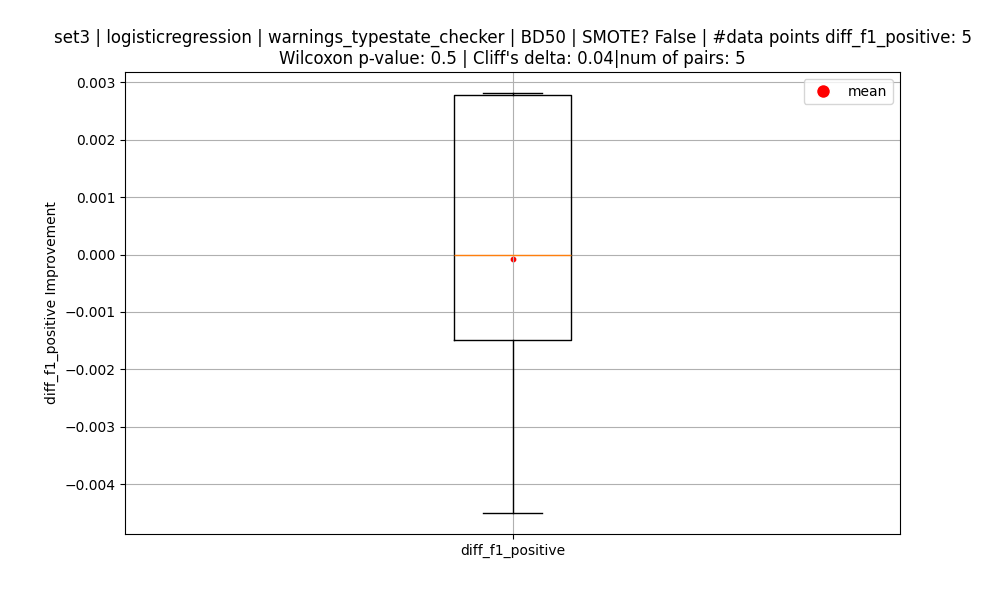 set3 | logisticregression | warnings_typestate_checker | BD50 | SMOTE? False | #data points diff_f1_positive: 5
Wilcoxon p-value: 0.5 | Cliff's delta: 0.04|num of pairs: 5
mean
0.003
0.002
0.001
0.000
−0.001
−0.002
−0.003
−0.004
diff_f1_positive Improvement
diff_f1_positive